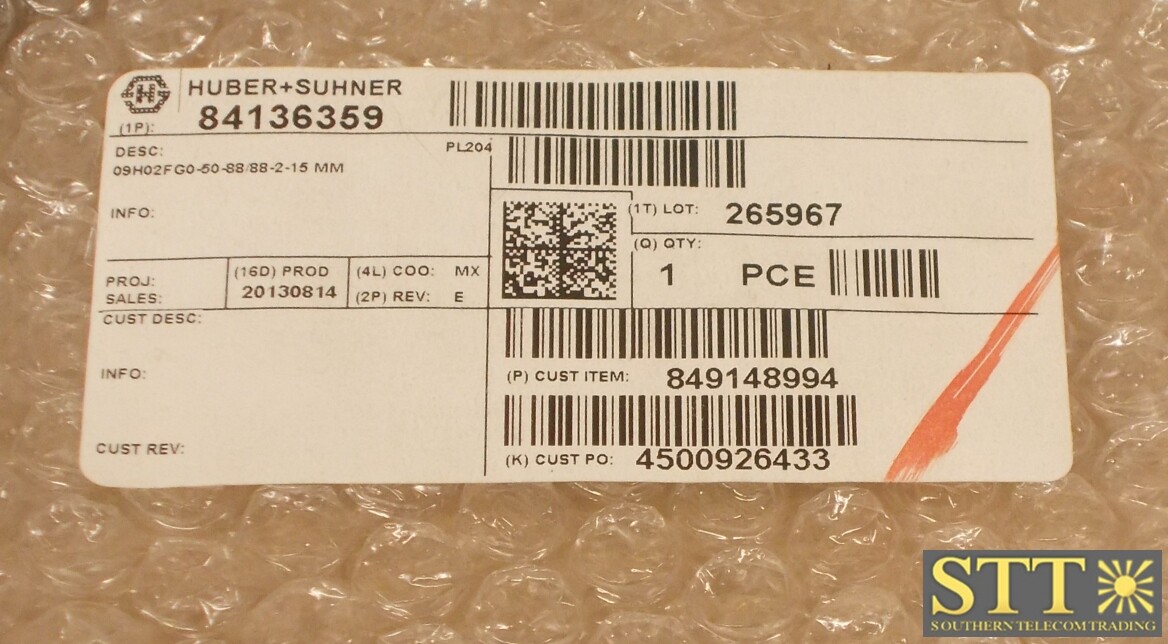 HUBER+SUHNER
(1P): 84136359
DESC: PL204
09H02FG0-50-88/88-2-15 MM
INFO:
(1T) LOT: 265967
(Q) QTY:
1 PCE
PROJ:
SALES:
(16D) PROD
20130814
(4L) COO: MX
(2P) REV: E
CUST DESC:
INFO:
(P) CUST ITEM: 849148994
CUST REV:
(K) CUST PO: 4500926433
STT
SOUTHERN TELECOM TRADING